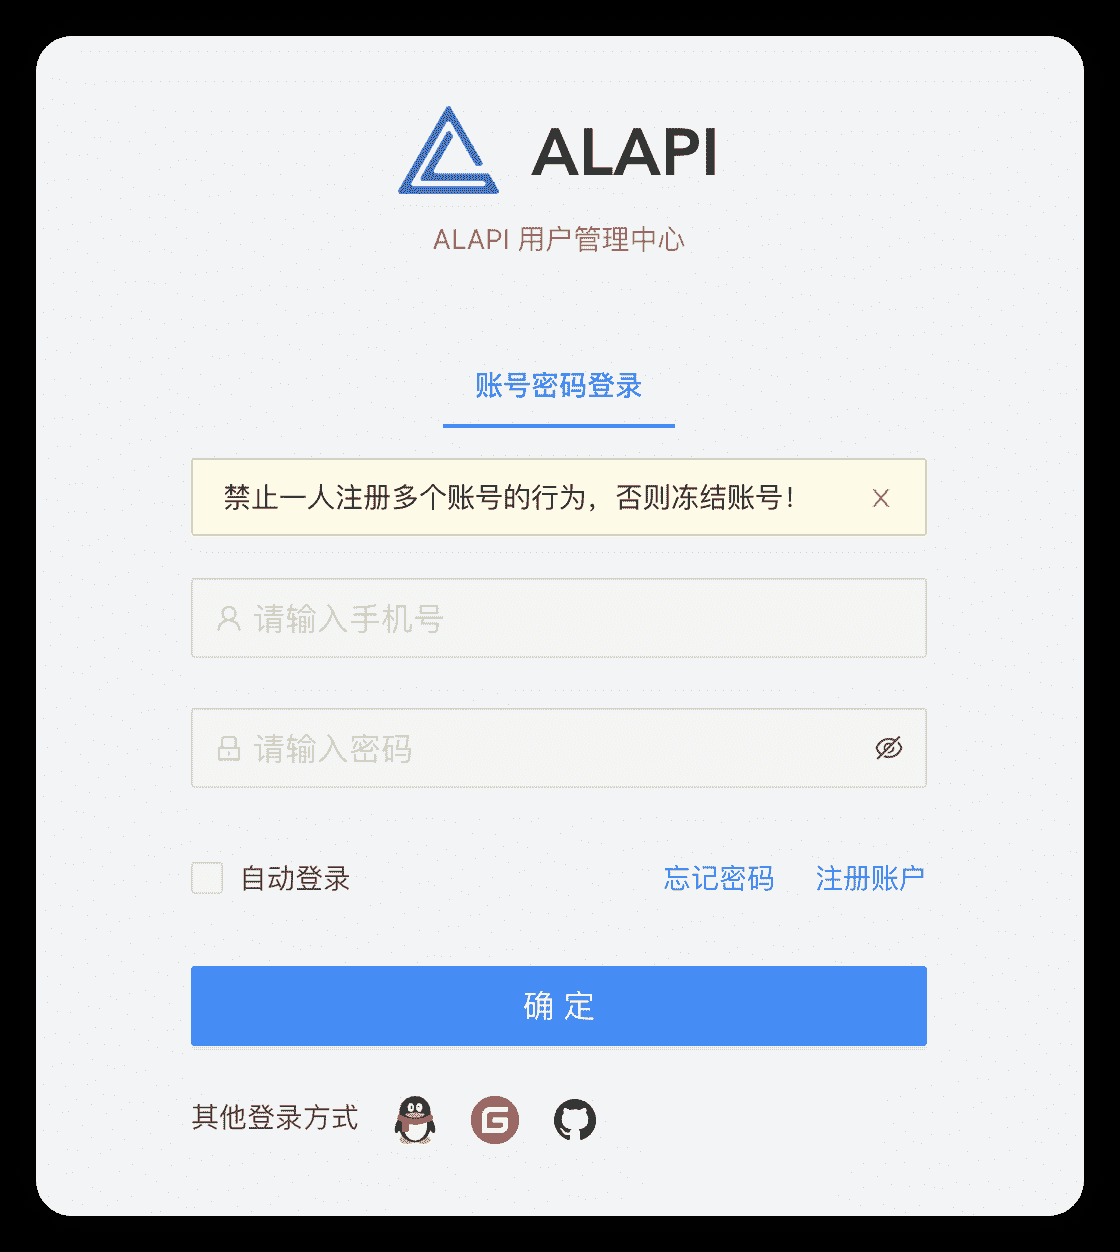 ALAPI
ALAPI 用户管理中心
账号密码登录
禁止一人注册多个账号的行为，否则冻结账号！
请输入手机号
请输入密码
自动登录 忘记密码 注册账户
确 定
其他登录方式